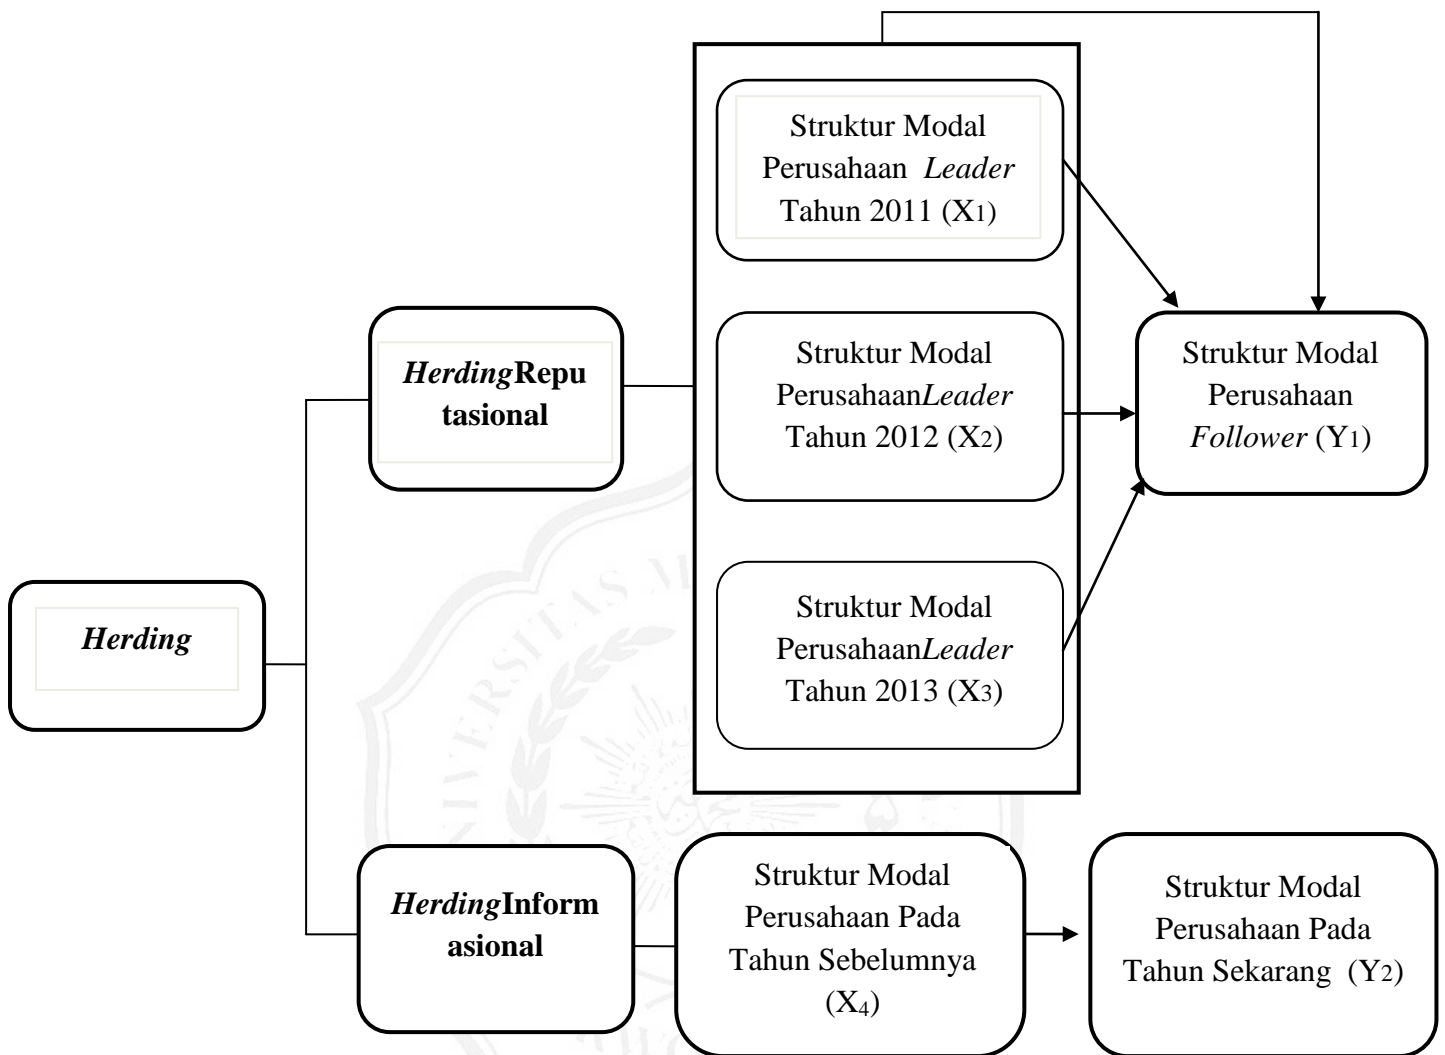 Struktur Modal
Perusahaan Leader
Tahun 2011 (X1)
HerdingRepu
tasional
Struktur Modal
PerusahaanLeader
Tahun 2012 (X2)
Struktur Modal
Perusahaan
Follower (Y1)
Herding
Struktur Modal
PerusahaanLeader
Tahun 2013 (X3)
HerdingInform
asional
Struktur Modal
Perusahaan Pada
Tahun Sebelumnya
(X4)
Struktur Modal
Perusahaan Pada
Tahun Sekarang (Y2)